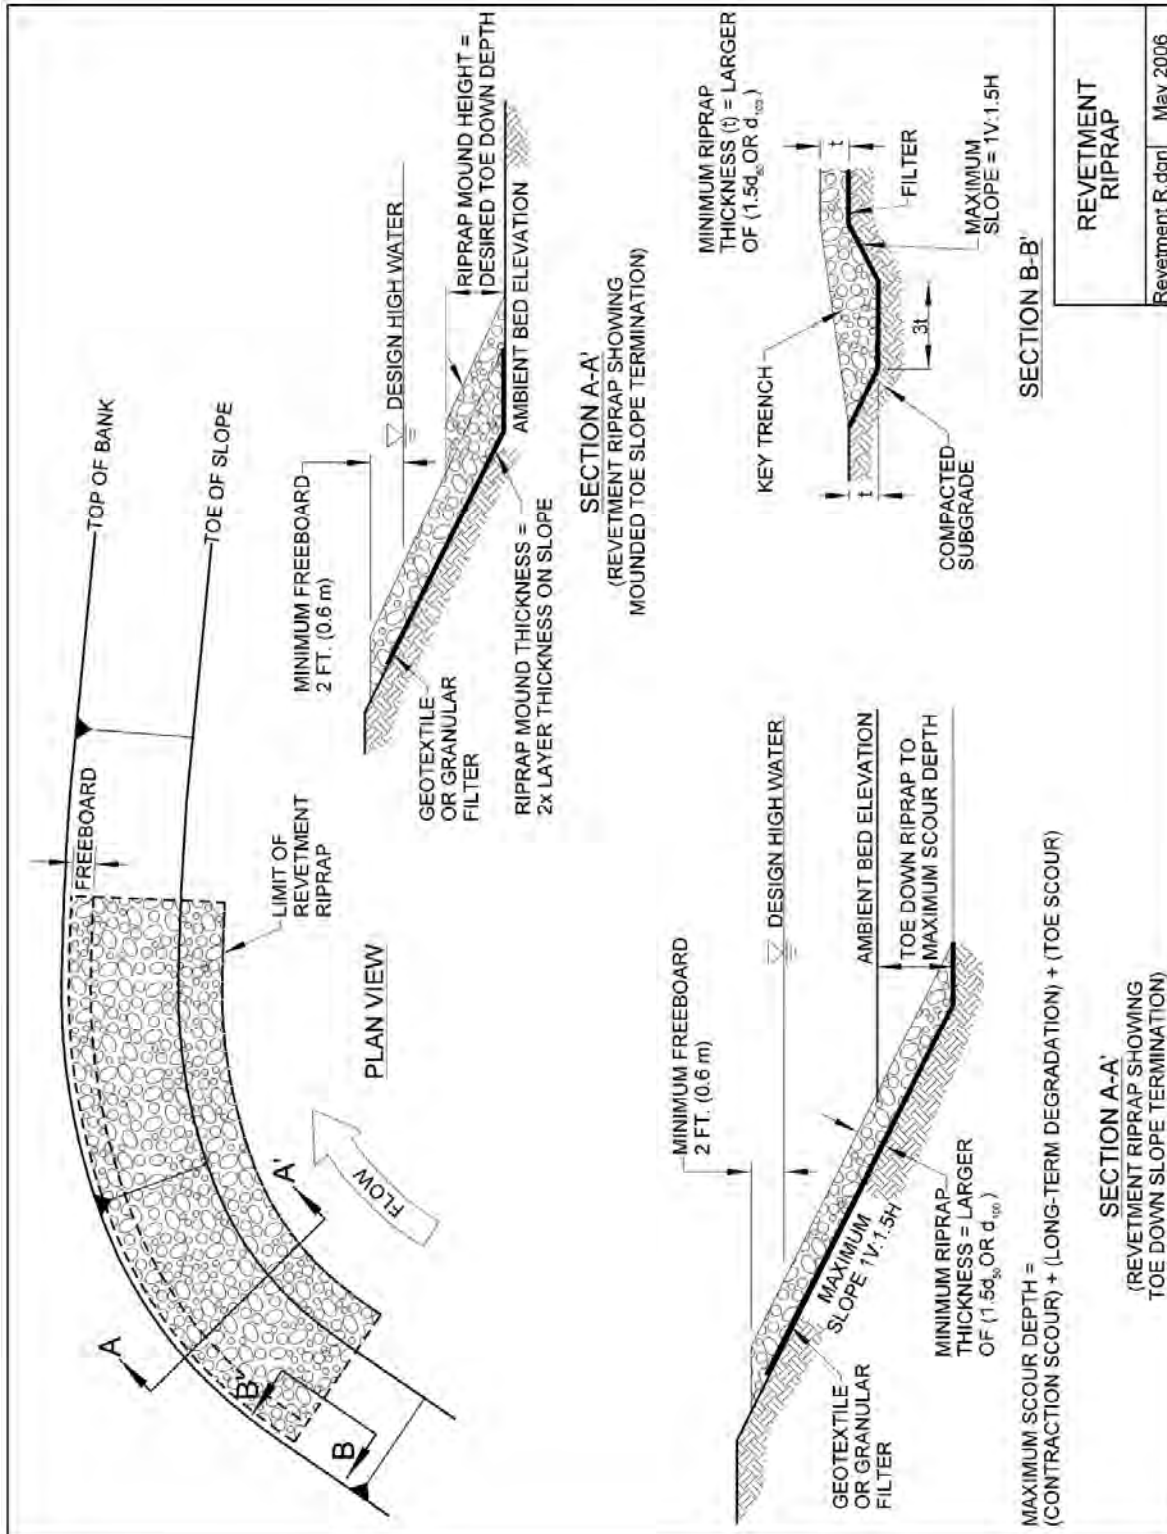 TOP OF BANK
FREEBOARD
TOE OF SLOPE
LIMIT OF
REVETMENT
RIPRAP
A
A'
B'
B
FLOW
PLAN VIEW
MINIMUM FREEBOARD
2 FT. (0.6 m)
DESIGN HIGH WATER
RIPRAP MOUND HEIGHT =
DESIRED TOE DOWN DEPTH
AMBIENT BED ELEVATION
GEOTEXTILE
OR GRANULAR
FILTER
RIPRAP MOUND THICKNESS =
2x LAYER THICKNESS ON SLOPE
SECTION A-A'
(REVETMENT RIPRAP SHOWING
MOUNDED TOE SLOPE TERMINATION)
MINIMUM FREEBOARD
2 FT. (0.6 m)
DESIGN HIGH WATER
AMBIENT BED ELEVATION
TOE DOWN RIPRAP TO
MAXIMUM SCOUR DEPTH
MAXIMUM
SLOPE 1V:1.5H
GEOTEXTILE
OR GRANULAR
FILTER
MINIMUM RIPRAP
THICKNESS = LARGER
OF (1.5d50 OR d100)
MAXIMUM SCOUR DEPTH =
(CONTRACTION SCOUR) + (LONG-TERM DEGRADATION) + (TOE SCOUR)
SECTION A-A'
(REVETMENT RIPRAP SHOWING
TOE DOWN SLOPE TERMINATION)
MINIMUM RIPRAP
THICKNESS (t) = LARGER
OF (1.5d50 OR d100)
KEY TRENCH
t
t
3t
FILTER
MAXIMUM
SLOPE = 1V:1.5H
COMPACTED
SUBGRADE
SECTION B-B'
REVETMENT
RIPRAP
Revetment R.dgn
May 2006